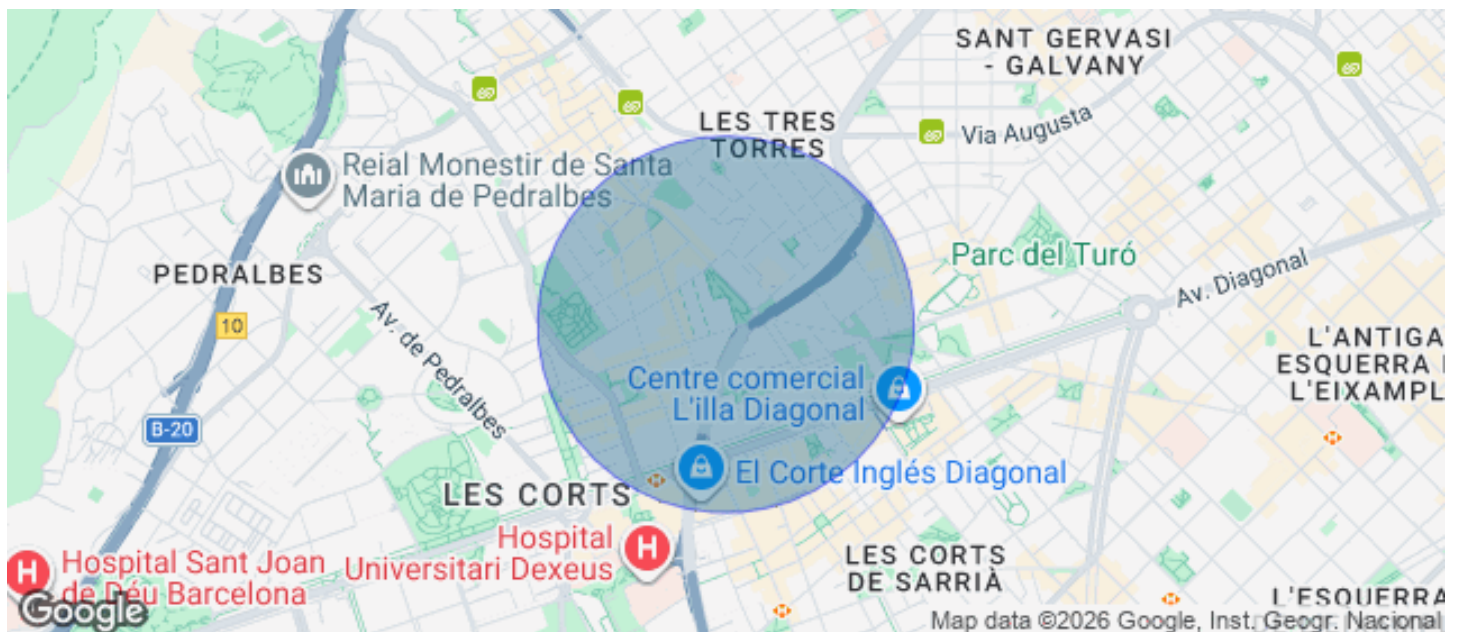 SANT GERVASI
- GALVANY
LES TRES
TORRES
Via Augusta
Reial Monestir de Santa
Maria de Pedralbes
PEDRALBES
Parc del Turó
Av. Diagonal
10
Av. de Pedralbes
L'ANTIGA
ESQUERRA
L'EIXAMPL
Centre comercial
L'illa Diagonal
B-20
El Corte Inglés Diagonal
LES CORTS
Hospital
Universitari Dexeus
H
LES CORTS
DE SARRIÀ
H
Hospital Sant Joan
de Déu Barcelona
L'ESQUERRA
Google
Map data ©2026 Google, Inst. Geogr. Nacional